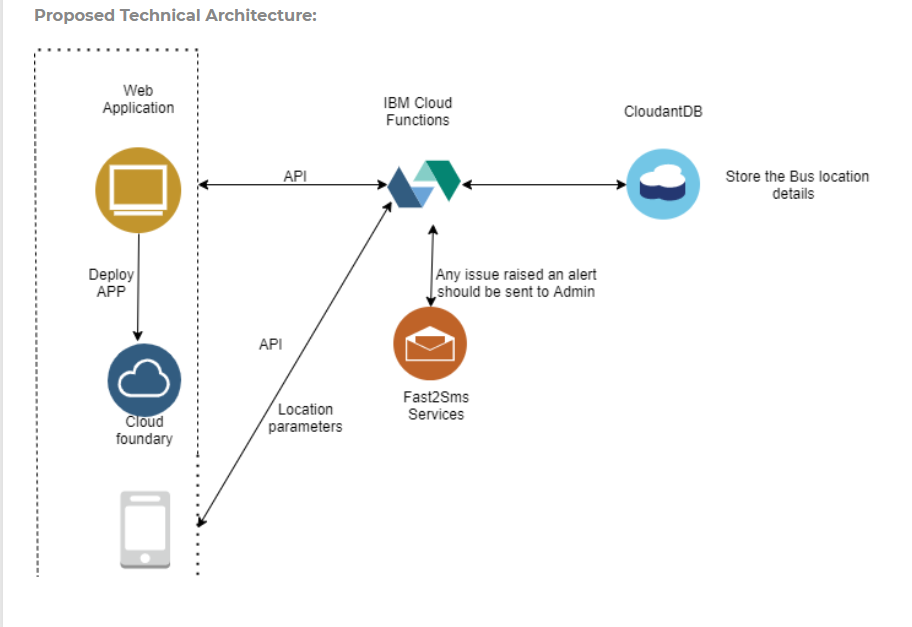 Proposed Technical Architecture:
Web
Application
IBM Cloud
Functions
CloudantDB
API
Store the Bus location
details
Deploy
APP
Any issue raised an alert
should be sent to Admin
API
Fast2Sms
Services
Location
parameters
Cloud
foundary